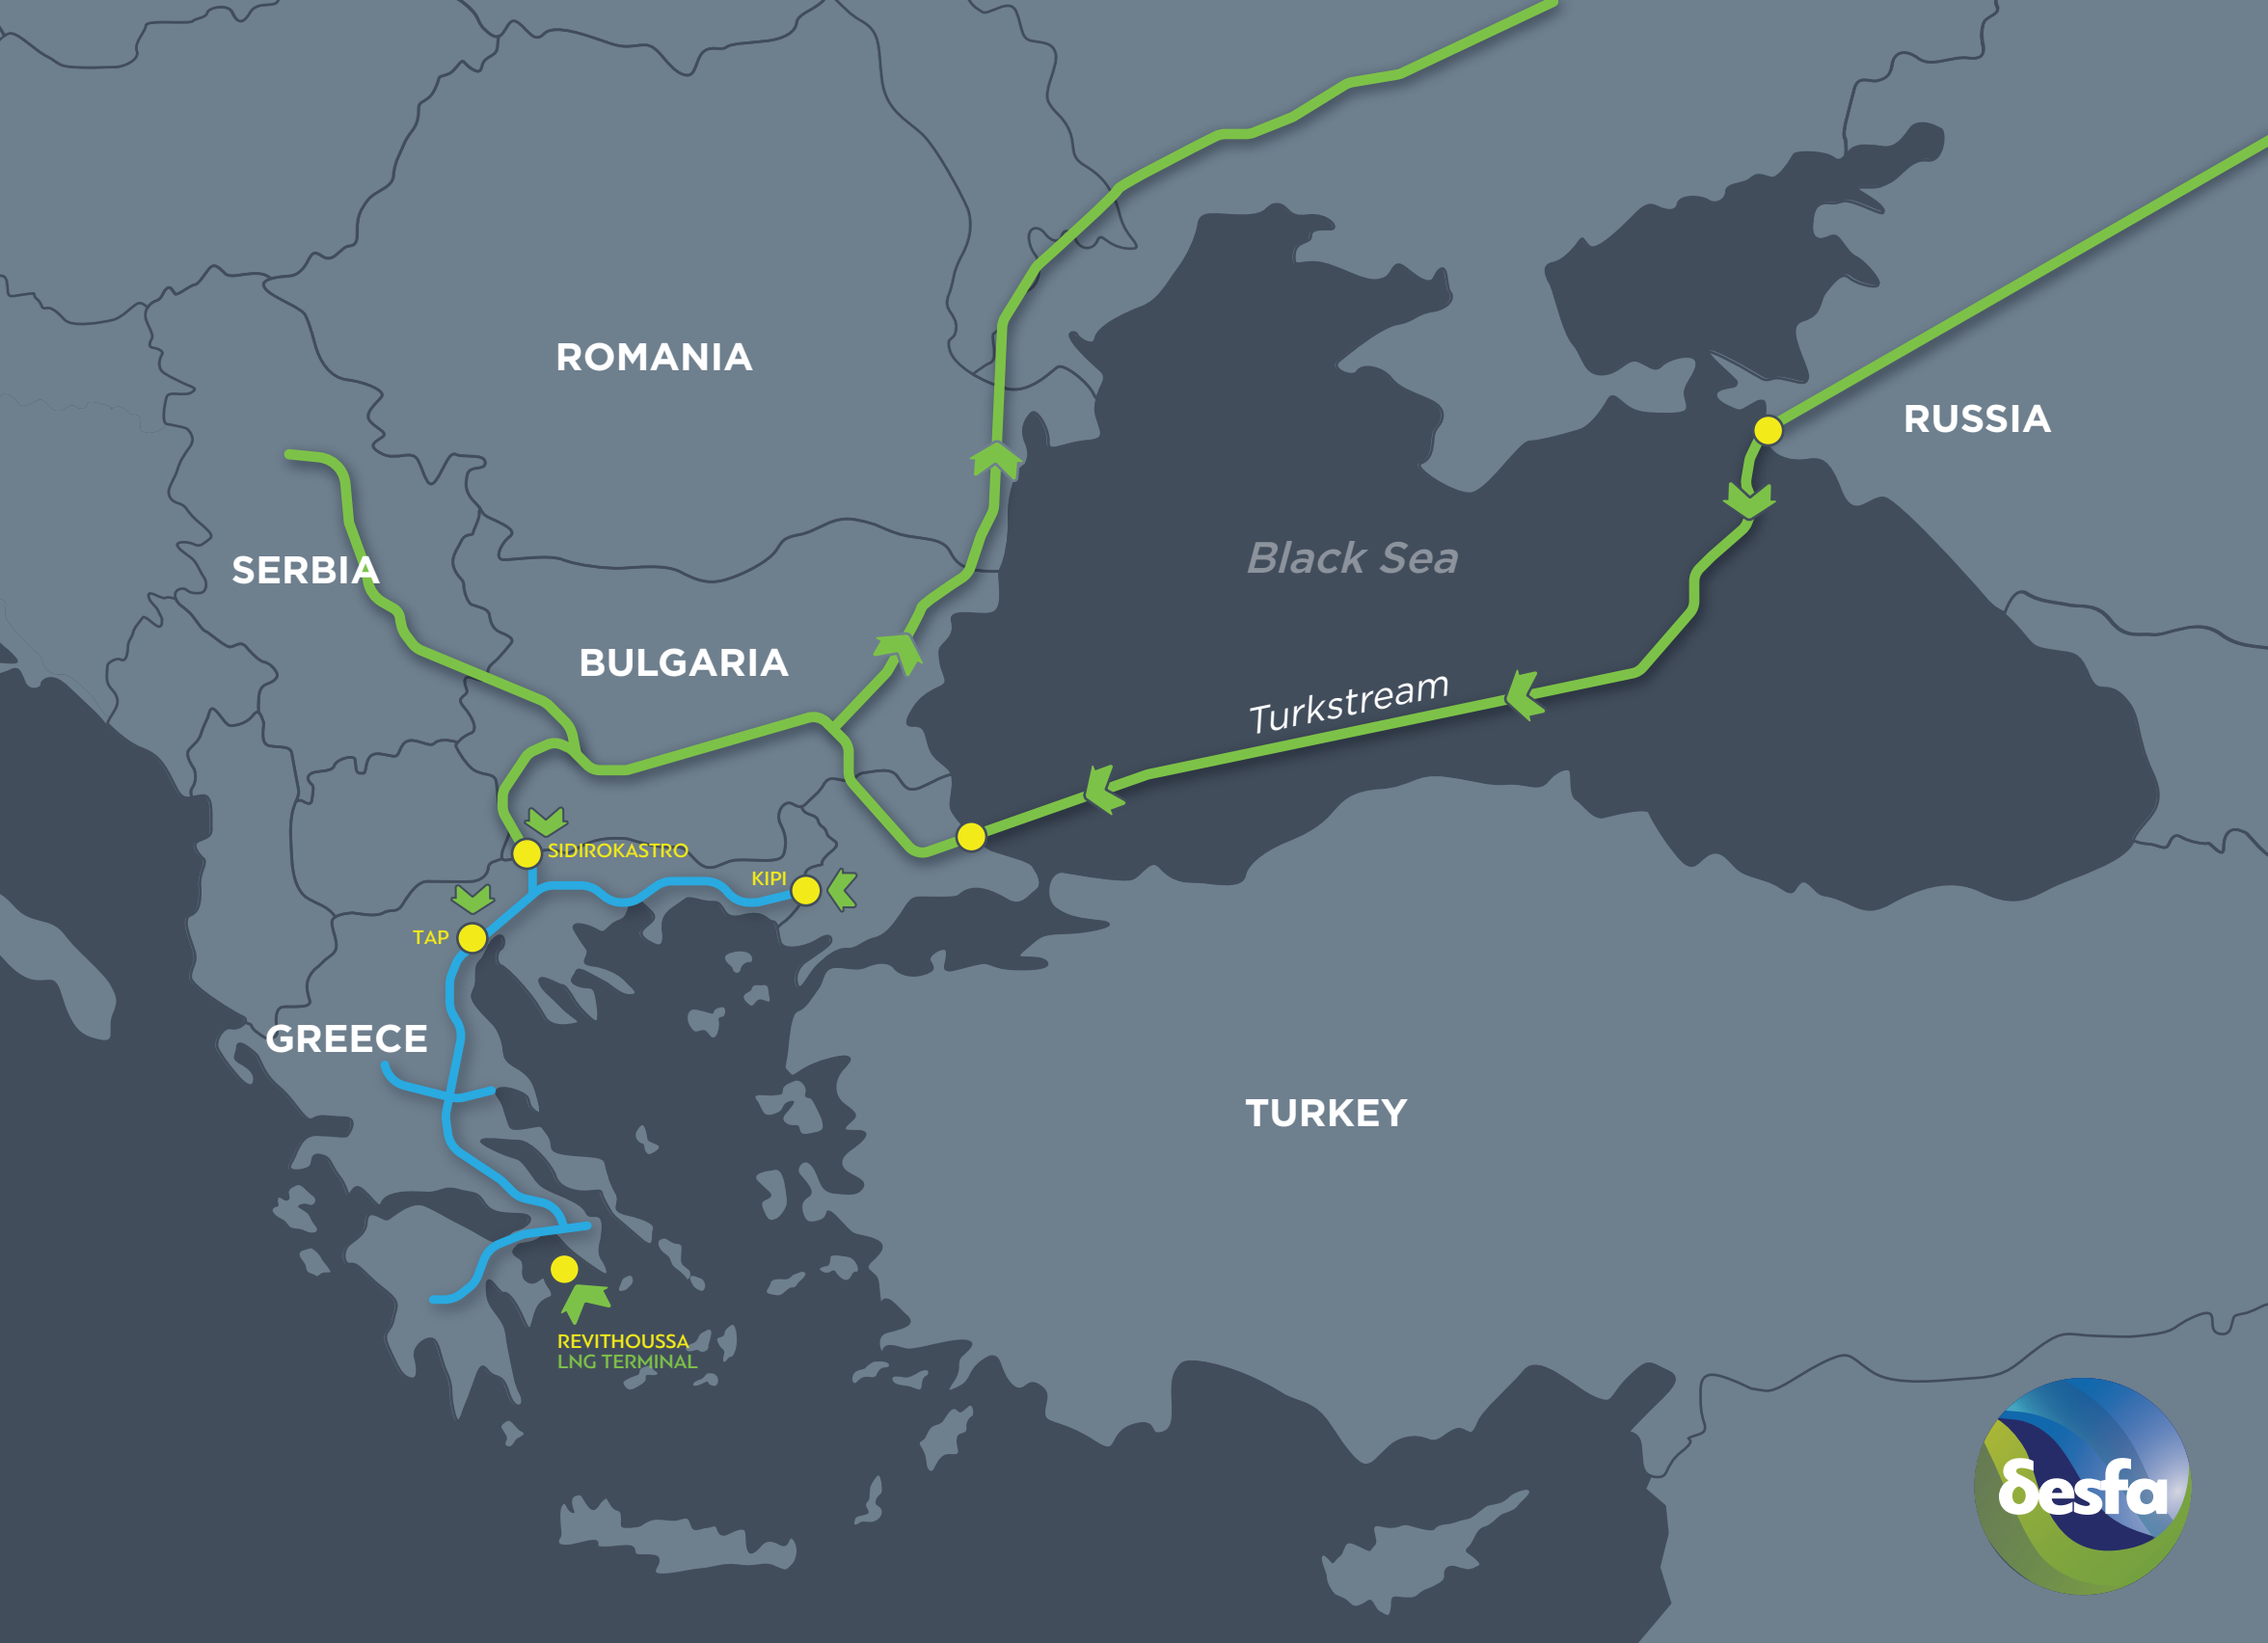 ROMANIA
RUSSIA
Black Sea
SERBIA
BULGARIA
Turkstream
SIDIROKASTRO
KIPI
TAP
GREECE
TURKEY
REVITHOUSSA
LNG TERMINAL
δesfa